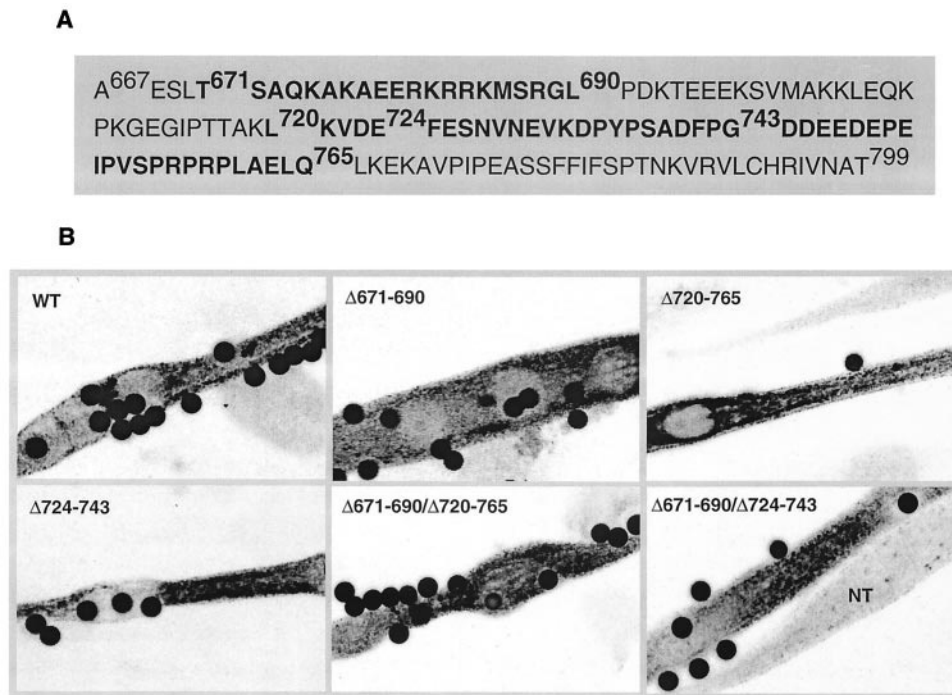 A
A667ESLT671SAQKAKAEERKRRKMSRGL690PDKTEEEKSVMAKKLEQK
PKGEGIPTTAKL720KVDE724FESNVNEVKDPYPSADFPG743DDEEDEPE
IPVSPRPRPLAELQ765LKEKAVPIPEASSFFIFSPTNKVRVLCHRIVNAT799
B
WT
Δ671-690
Δ720-765
Δ724-743
Δ671-690/Δ720-765
Δ671-690/Δ724-743
NT